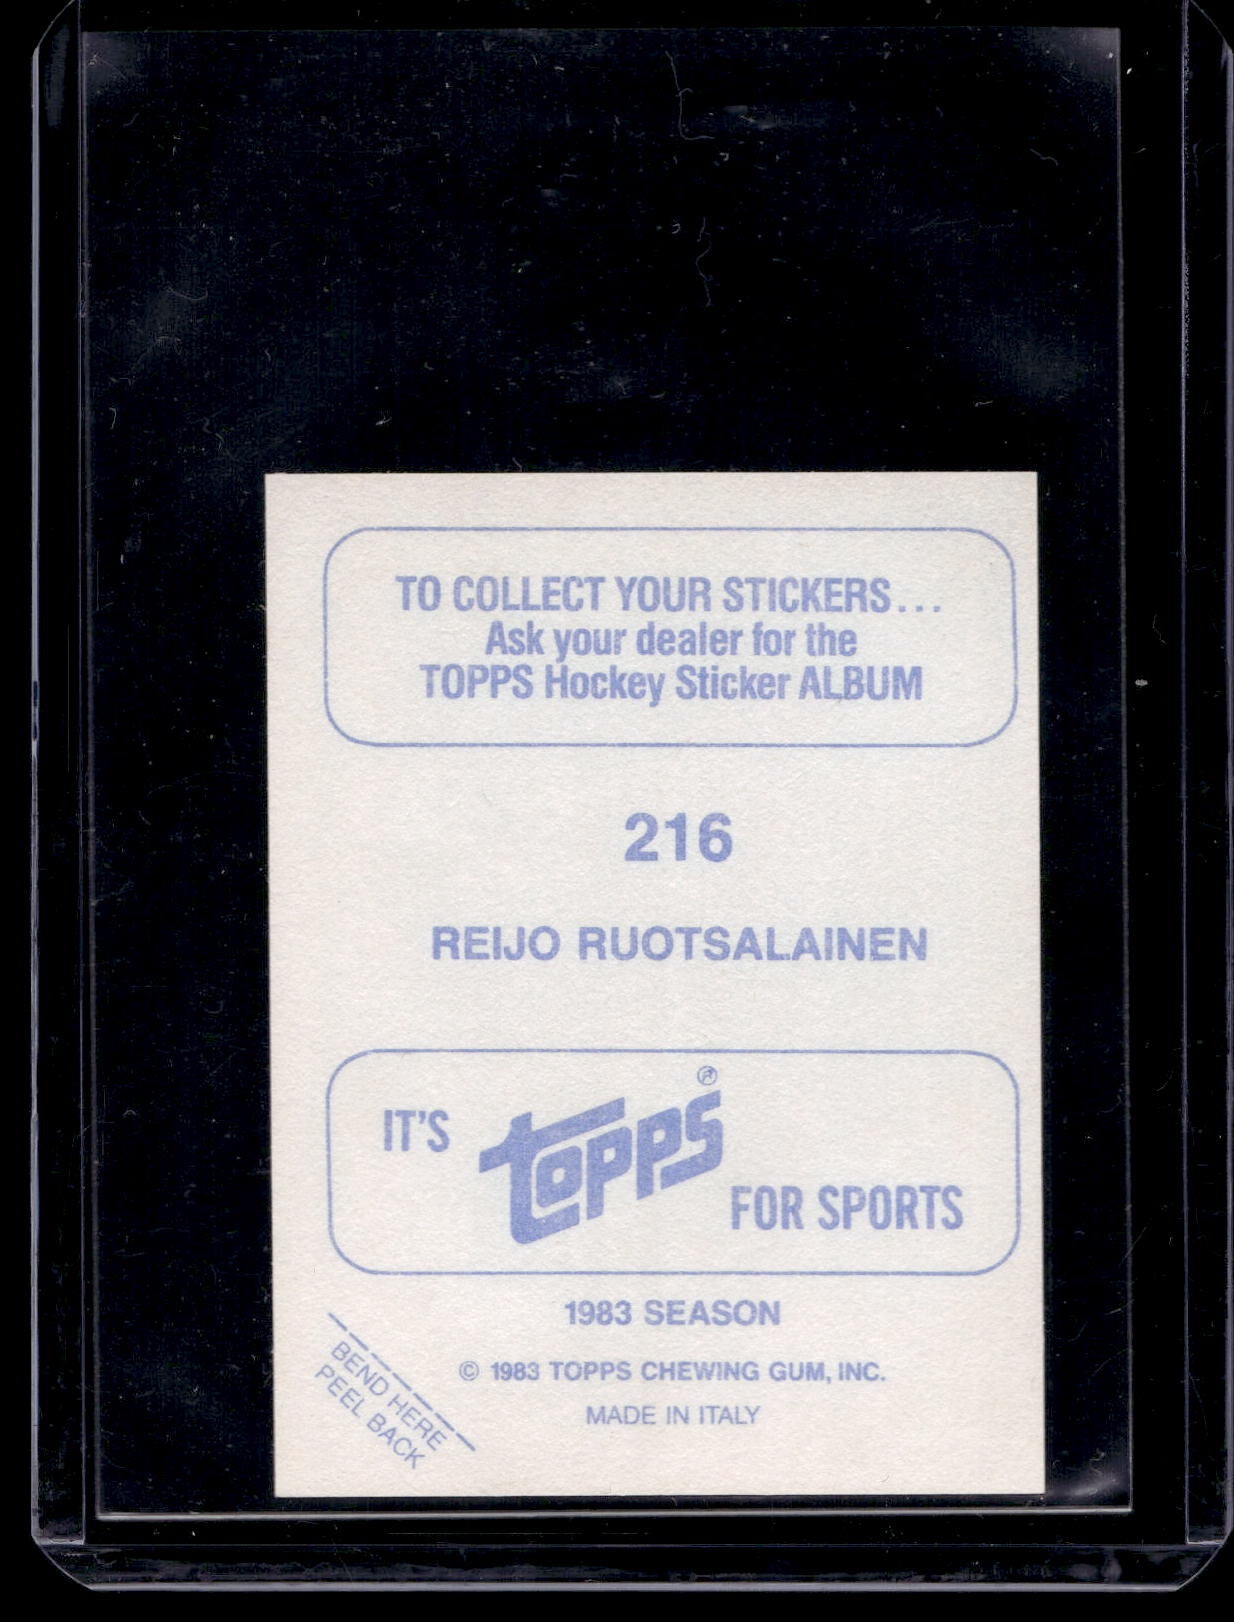 TO COLLECT YOUR STICKERS...
Ask your dealer for the
TOPPS Hockey Sticker ALBUM
216
REIJO RUOTSALAINEN
IT'S topps® FOR SPORTS
1983 SEASON
© 1983 TOPPS CHEWING GUM, INC.
MADE IN ITALY
BEND HERE
PEEL BACK